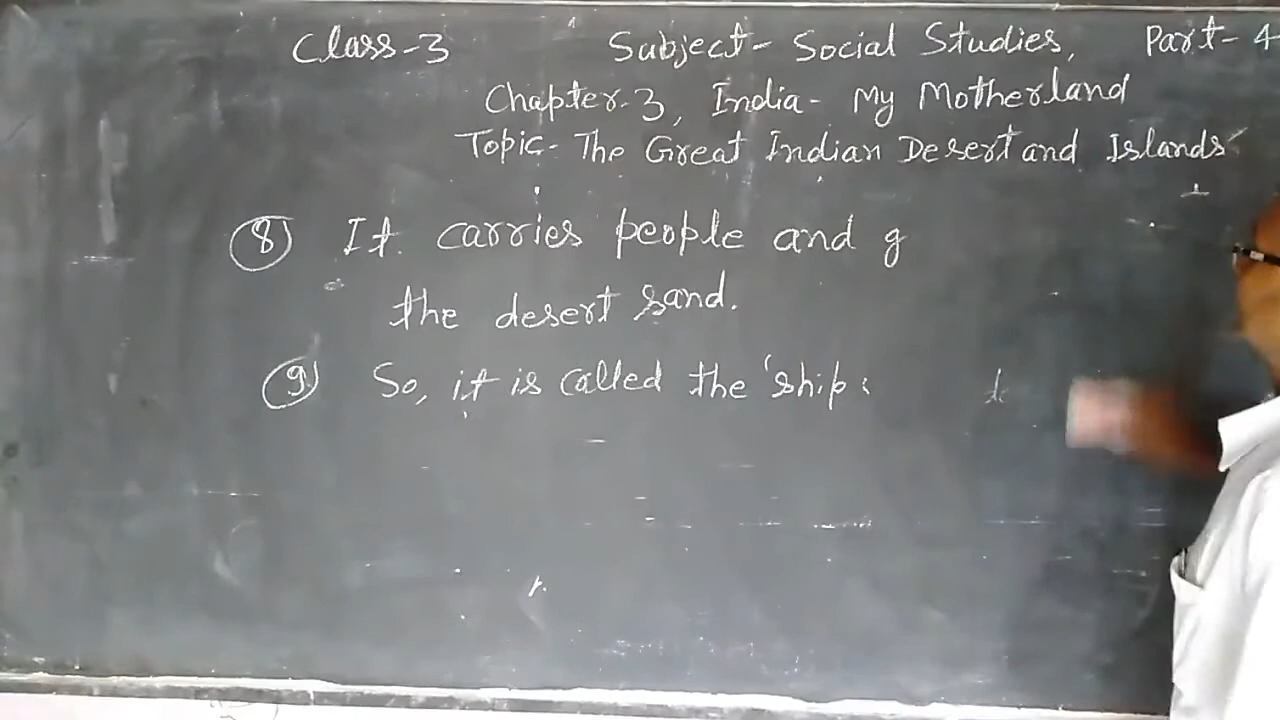 Class-3 Subject- Social Studies, Part-4
Chapter-3, India- My Motherland
Topic- The Great Indian Desert and Islands
8) It carries people and g
the desert sand.
9) So, it is called the 'ship